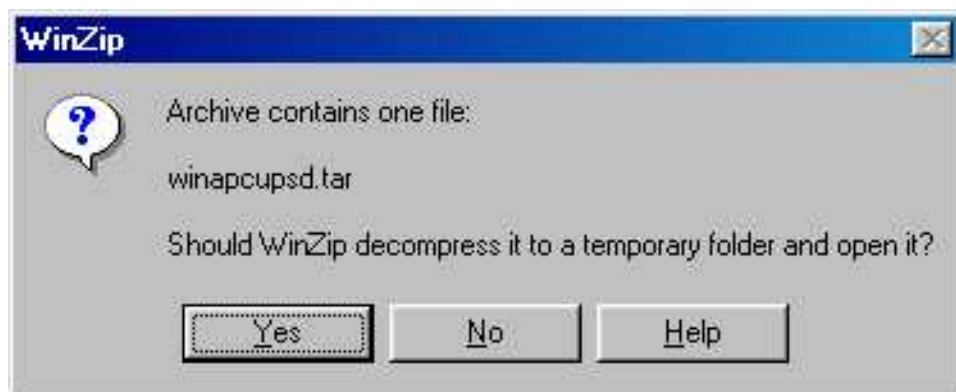 WinZip
?
Archive contains one file:
winapcupsd.tar
Should WinZip decompress it to a temporary folder and open it?
Yes No Help